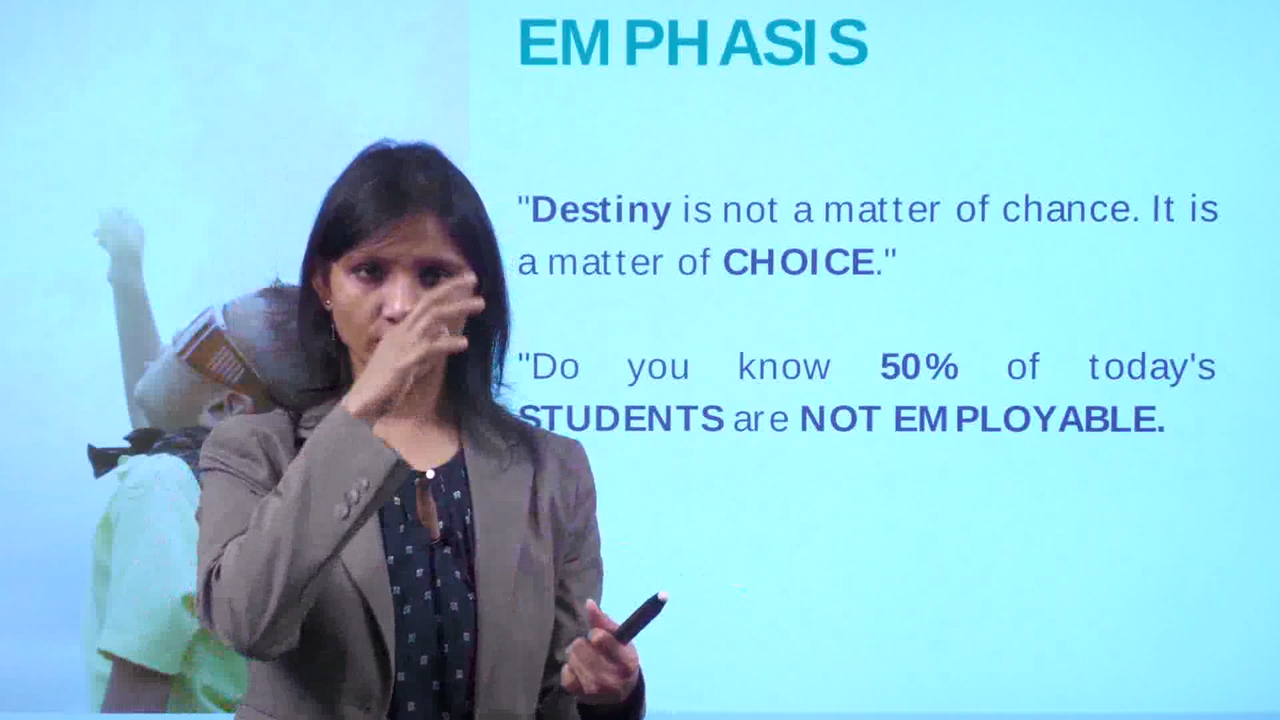 EMPHASIS
"Destiny is not a matter of chance. It is
a matter of CHOICE."
"Do you know 50% of today's
STUDENTS are NOT EMPLOYABLE.